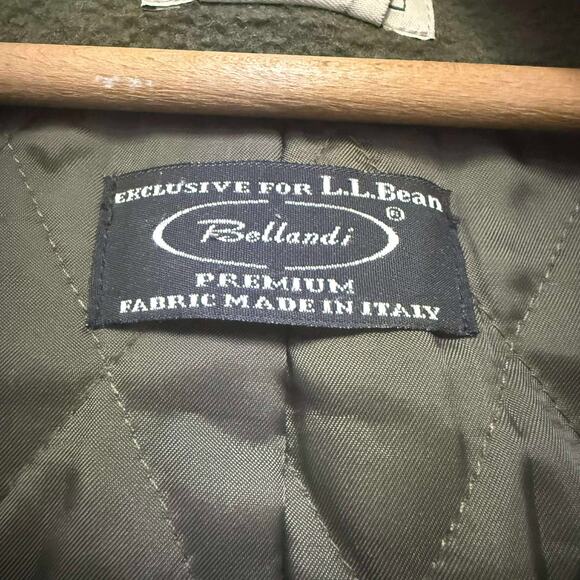 EXCLUSIVE FOR L.L.Bean
Bellandi ®
PREMIUM
FABRIC MADE IN ITALY